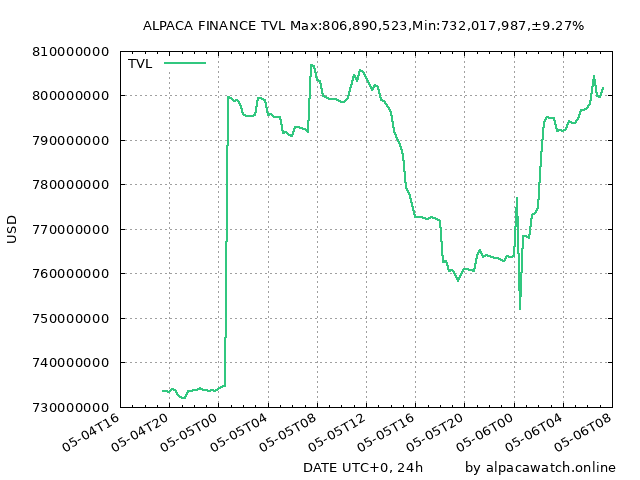 ALPACA FINANCE TVL Max:806,890,523,Min:732,017,987,±9.27%
TVL
810000000
800000000
790000000
780000000
770000000
760000000
750000000
740000000
730000000
USD
05-04T16
05-04T20
05-05T00
05-05T04
05-05T08
05-05T12
05-05T16
05-05T20
05-06T00
05-06T04
05-06T08
DATE UTC+0, 24h
by alpacawatch.online